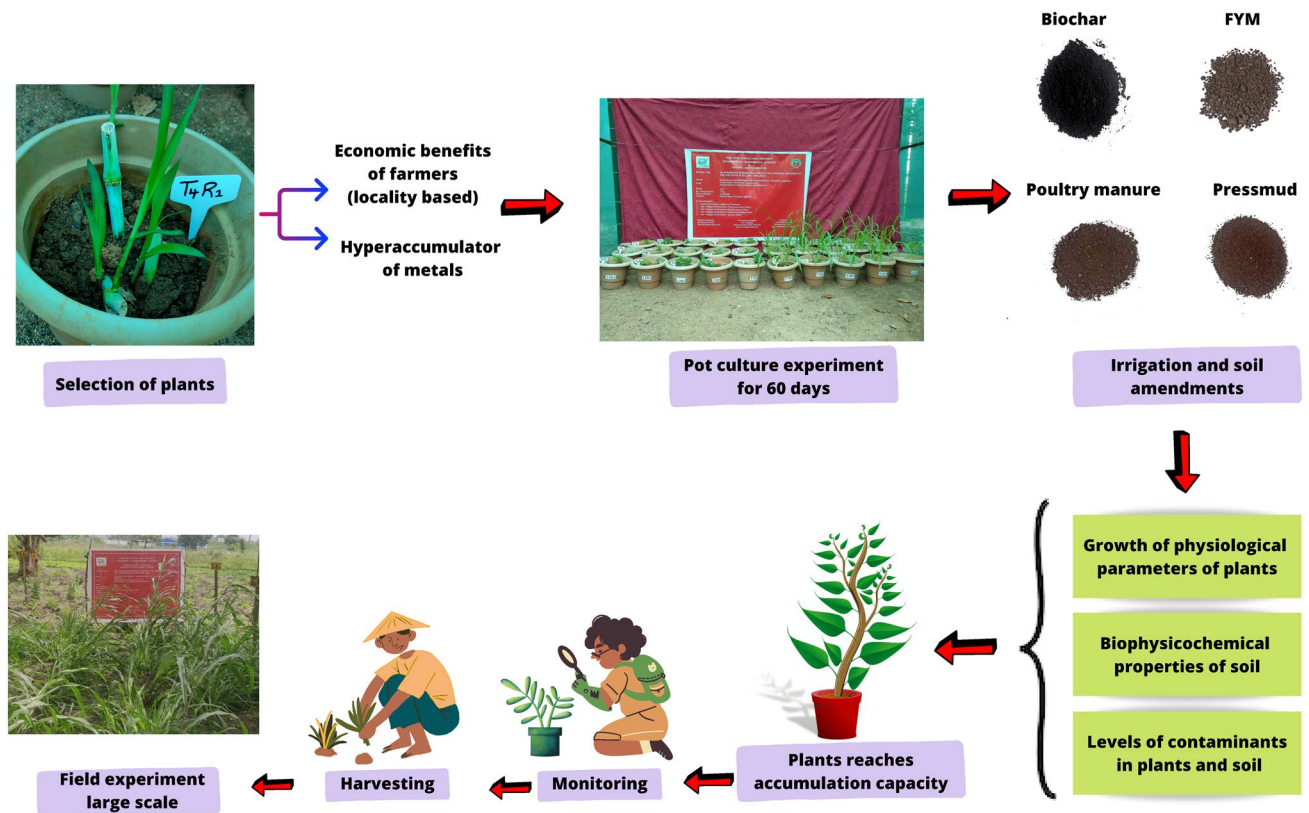 Biochar
FYM
T4 R1
Economic benefits
of farmers
(locality based)
Hyperaccumulator
of metals
Poultry manure
Pressmud
Selection of plants
Pot culture experiment
for 60 days
Irrigation and soil
amendments
Growth of physiological
parameters of plants
Biophysicochemical
properties of soil
Levels of contaminants
in plants and soil
Plants reaches
accumulation capacity
Monitoring
Harvesting
Field experiment
large scale